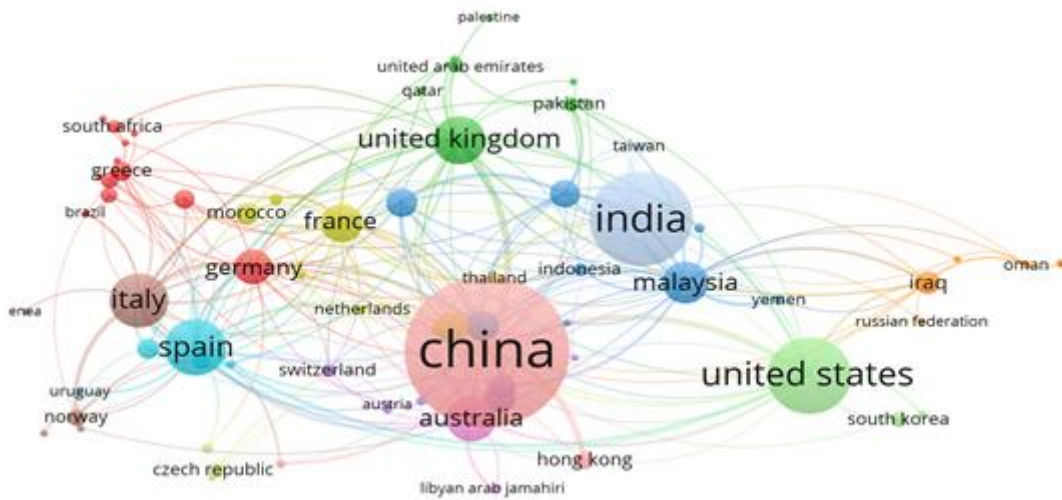 palestine
united arab emirates
qatar
pakistan
south africa
united kingdom
taiwan
greece
brazil
morocco
france
india
germany
thailand
indonesia
malaysia
oman
iraq
italy
netherlands
yemen
enea
russian federation
spain
china
switzerland
united states
uruguay
austria
norway
australia
south korea
czech republic
hong kong
libyan arab jamahiri